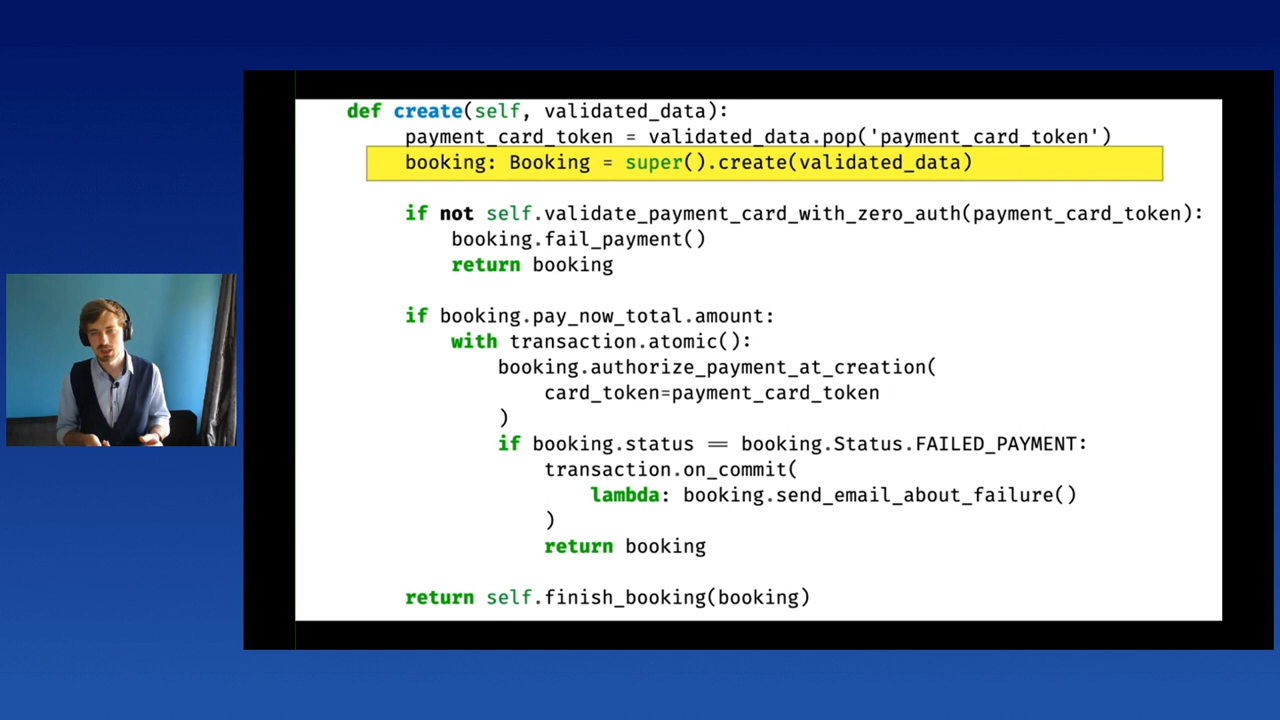 def create(self, validated_data):
payment_card_token = validated_data.pop('payment_card_token')
booking: Booking = super().create(validated_data)
if not self.validate_payment_card_with_zero_auth(payment_card_token):
booking.fail_payment()
return booking
if booking.pay_now_total.amount:
with transaction.atomic():
booking.authorize_payment_at_creation(
card_token=payment_card_token
)
if booking.status == booking.Status.FAILED_PAYMENT:
transaction.on_commit(
lambda: booking.send_email_about_failure()
)
return booking
return self.finish_booking(booking)